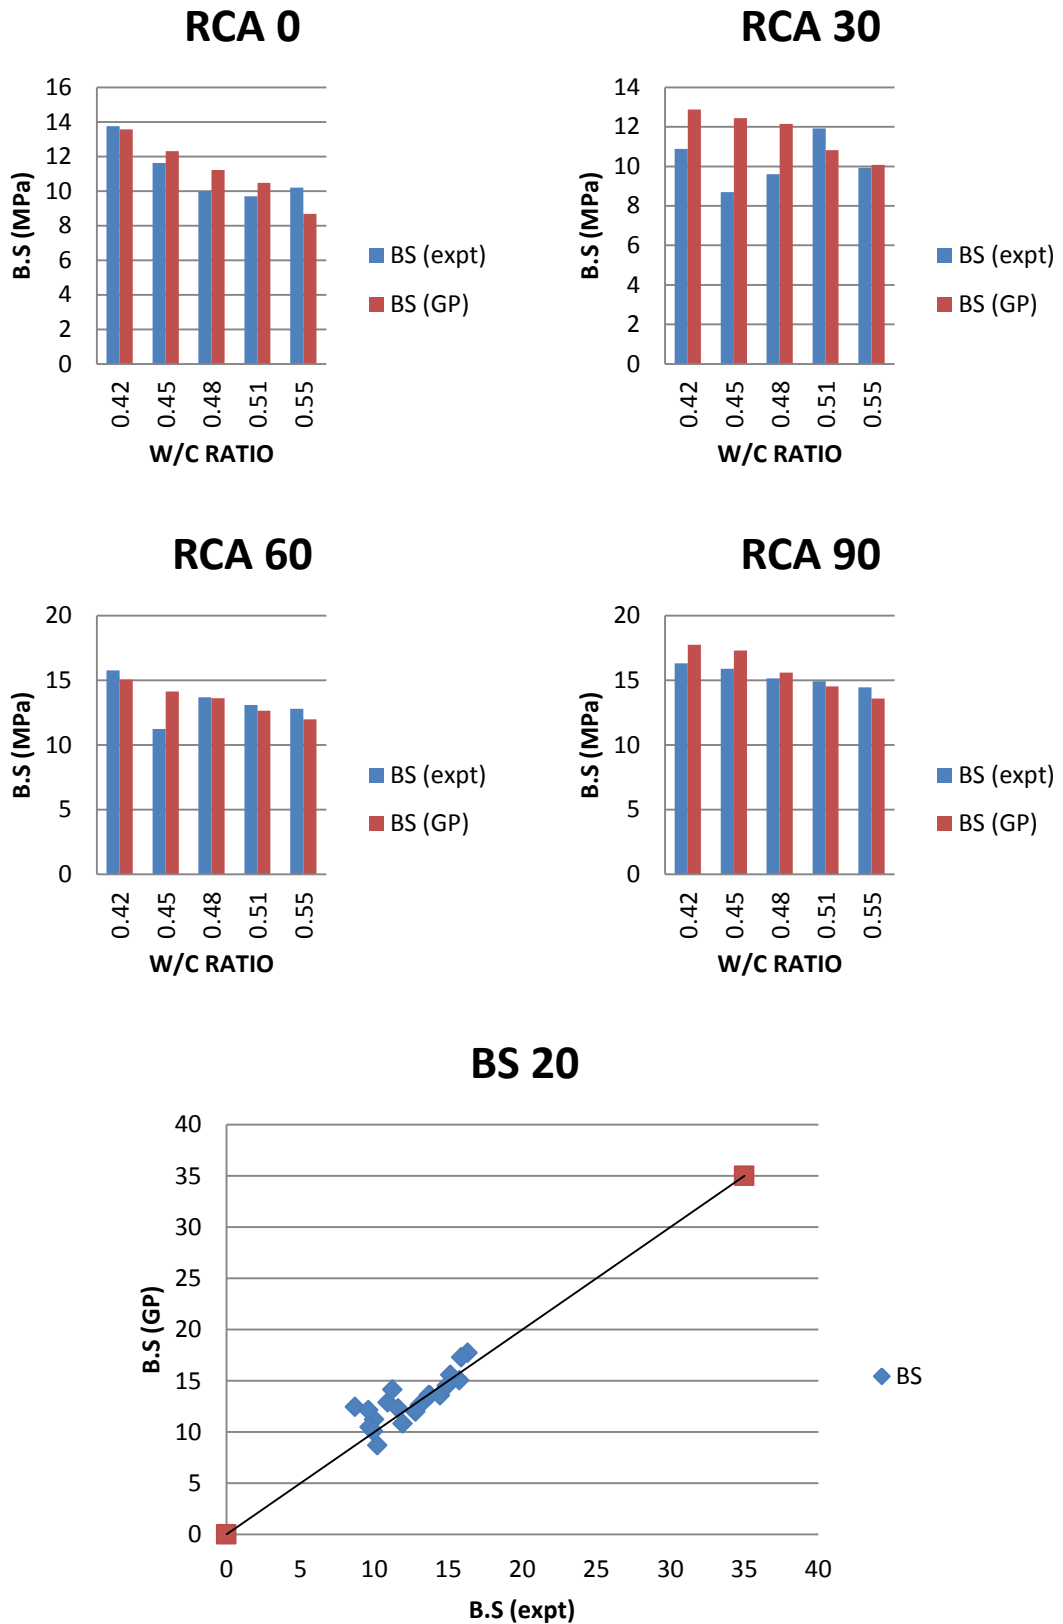 RCA 0
16
14
12
10
8
6
4
2
0
B.S (MPa)
0.42
0.45
0.48
0.51
0.55
W/C RATIO
BS (expt)
BS (GP)
RCA 30
14
12
10
8
6
4
2
0
B.S (MPa)
0.42
0.45
0.48
0.51
0.55
W/C RATIO
BS (expt)
BS (GP)
RCA 60
20
15
10
5
0
B.S (MPa)
0.42
0.45
0.48
0.51
0.55
W/C RATIO
BS (expt)
BS (GP)
RCA 90
20
15
10
5
0
B.S (MPa)
0.42
0.45
0.48
0.51
0.55
W/C RATIO
BS (expt)
BS (GP)
BS 20
40
35
30
25
20
15
10
5
0
B.S (GP)
0 5 10 15 20 25 30 35 40
B.S (expt)
BS